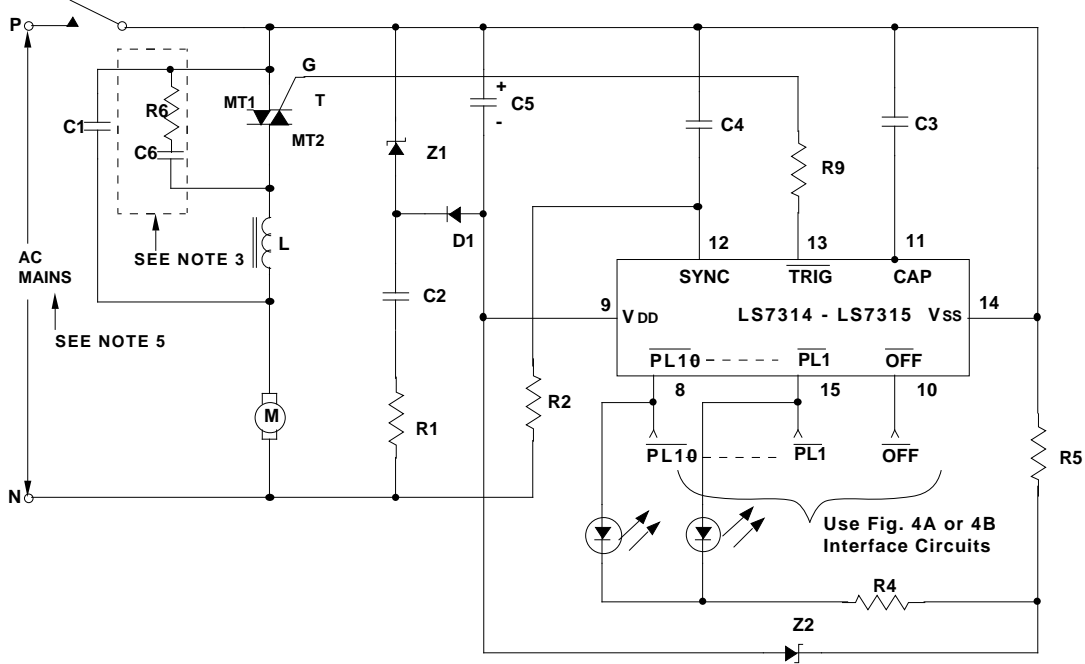 P
G
MT1
T
+
C5
-
R6
C1
MT2
C4
C3
C6
Z1
R9
D1
L
12
13
11
SEE NOTE 3
SYNC
TRIG
CAP
AC
MAINS
C2
9
VDD
LS7314 - LS7315
VSS
14
SEE NOTE 5
PL10
PL1
OFF
8
15
10
R2
M
R1
PL10
PL1
OFF
R5
N
Use Fig. 4A or 4B
Interface Circuits
R4
Z2